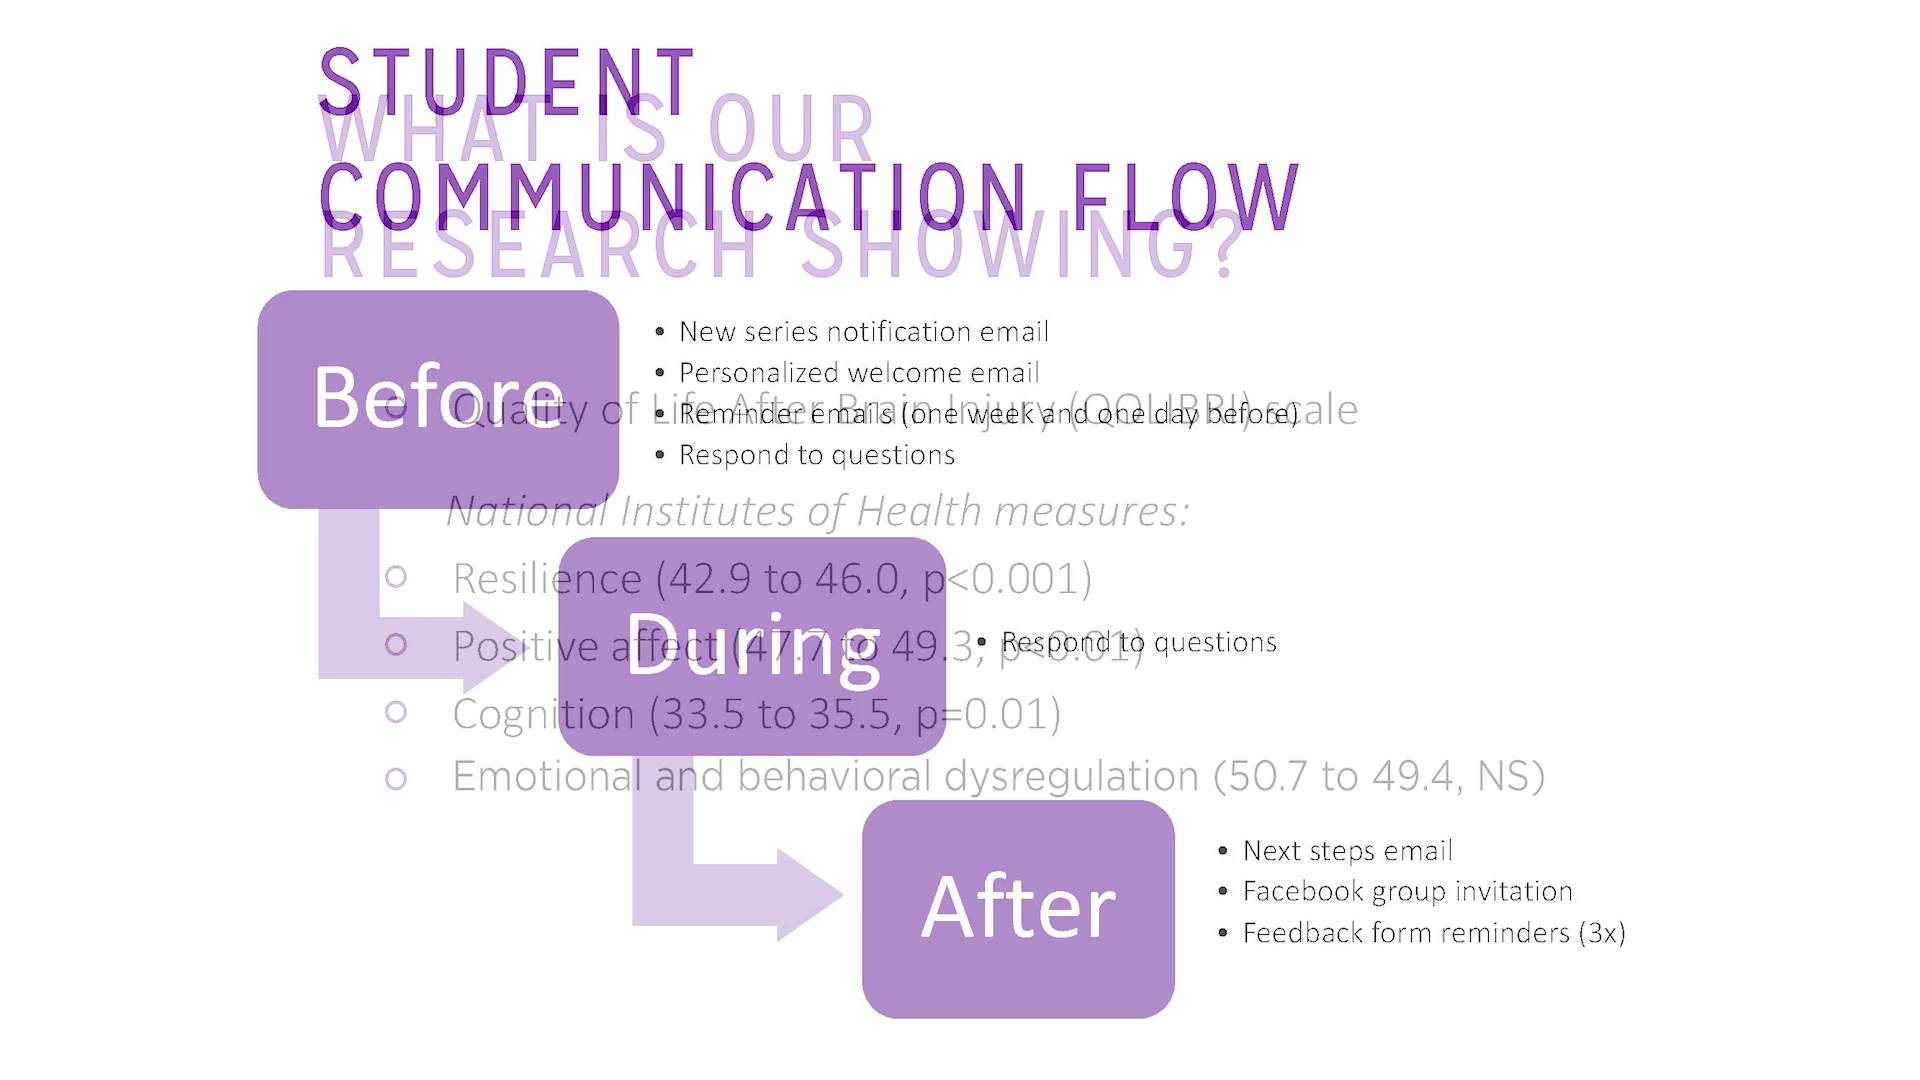 STUDENT
COMMUNICATION FLOW
Before
• New series notification email
• Personalized welcome email
• Reminder emails (one week and one day before)
• Respond to questions
During
• Respond to questions
After
• Next steps email
• Facebook group invitation
• Feedback form reminders (3x)
WHAT IS OUR
RESEARCH SHOWING?
Quality of Life After Brain Injury (QOLIBRI) scale
National Institutes of Health measures:
Resilience (42.9 to 46.0, p<0.001)
Positive affect (47.7 to 49.3, p<0.01)
Cognition (33.5 to 35.5, p=0.01)
Emotional and behavioral dysregulation (50.7 to 49.4, NS)